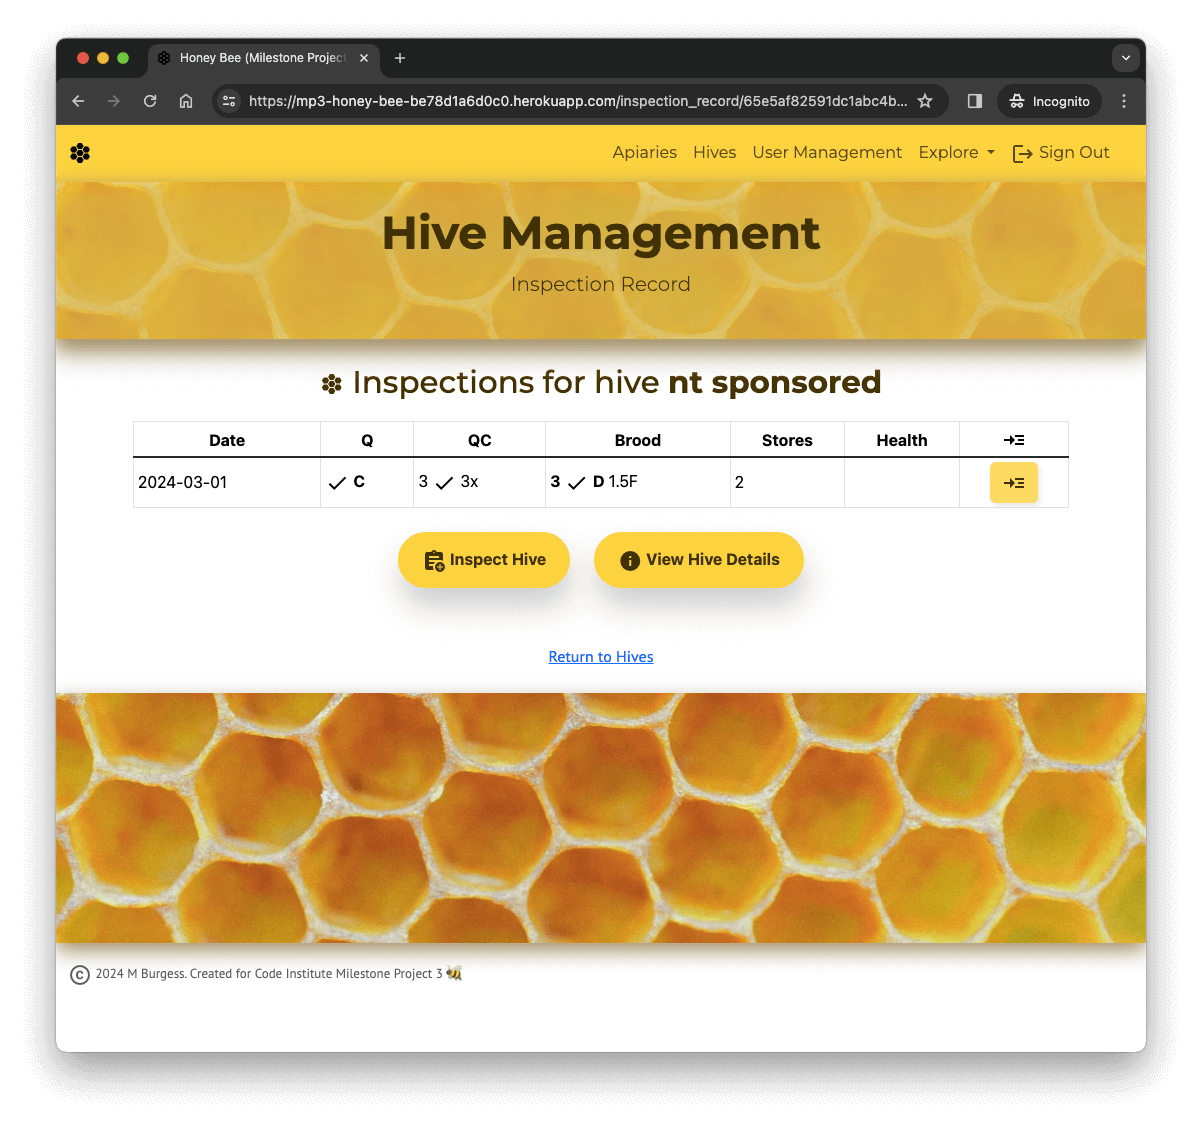 Honey Bee (Milestone Project
https://mp3-honey-bee-be78d1a6d0c0.herokuapp.com/inspection_record/65e5af82591dc1abc4b...
Incognito
Apiaries Hives User Management Explore Sign Out
Hive Management
Inspection Record
Inspections for hive nt sponsored
Date Q QC Brood Stores Health
2024-03-01 ✓ C 3 ✓ 3x 3 ✓ D 1.5F 2
Inspect Hive View Hive Details
Return to Hives
© 2024 M Burgess. Created for Code Institute Milestone Project 3 🐝